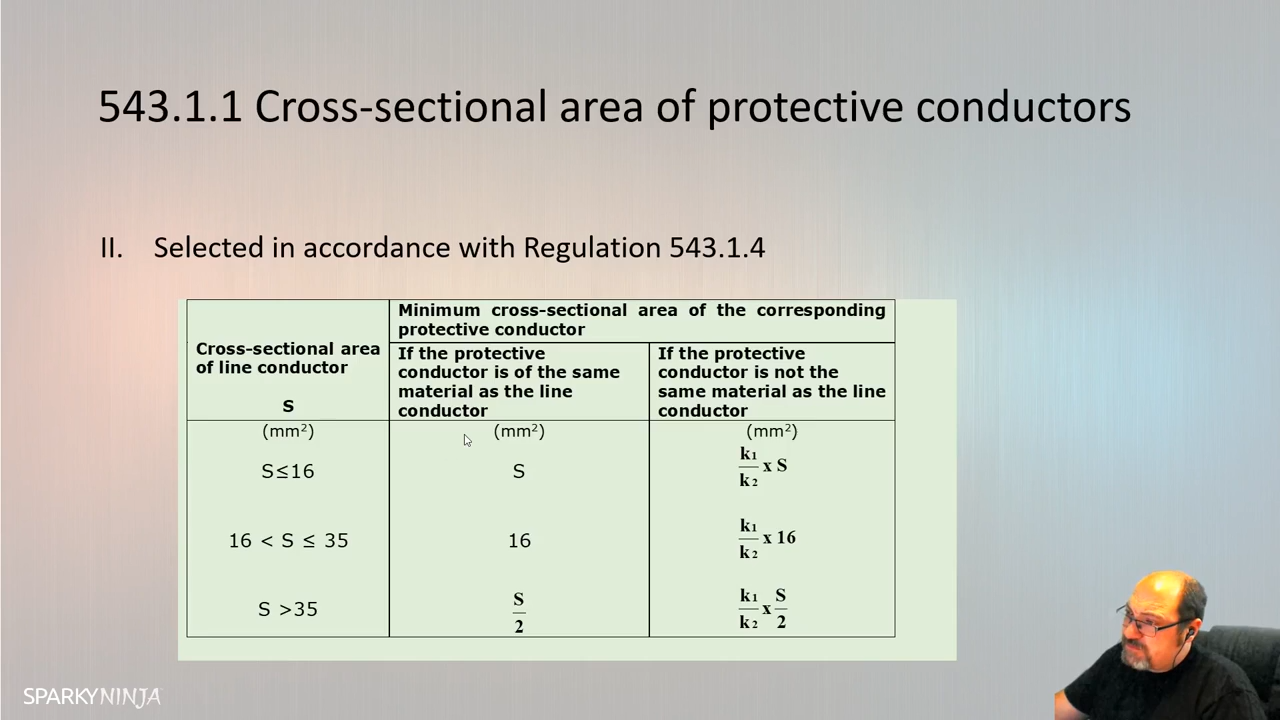 543.1.1 Cross-sectional area of protective conductors
II. Selected in accordance with Regulation 543.1.4
Minimum cross-sectional area of the corresponding
protective conductor
Cross-sectional area
of line conductor
S
If the protective
conductor is of the same
material as the line
conductor
If the protective
conductor is not the
same material as the line
conductor
(mm²) (mm²) (mm²)
S≤16 S k₁/k₂ x S
16 < S ≤ 35 16 k₁/k₂ x 16
S >35 S/2 k₁/k₂ x S/2
SPARKYNINJA